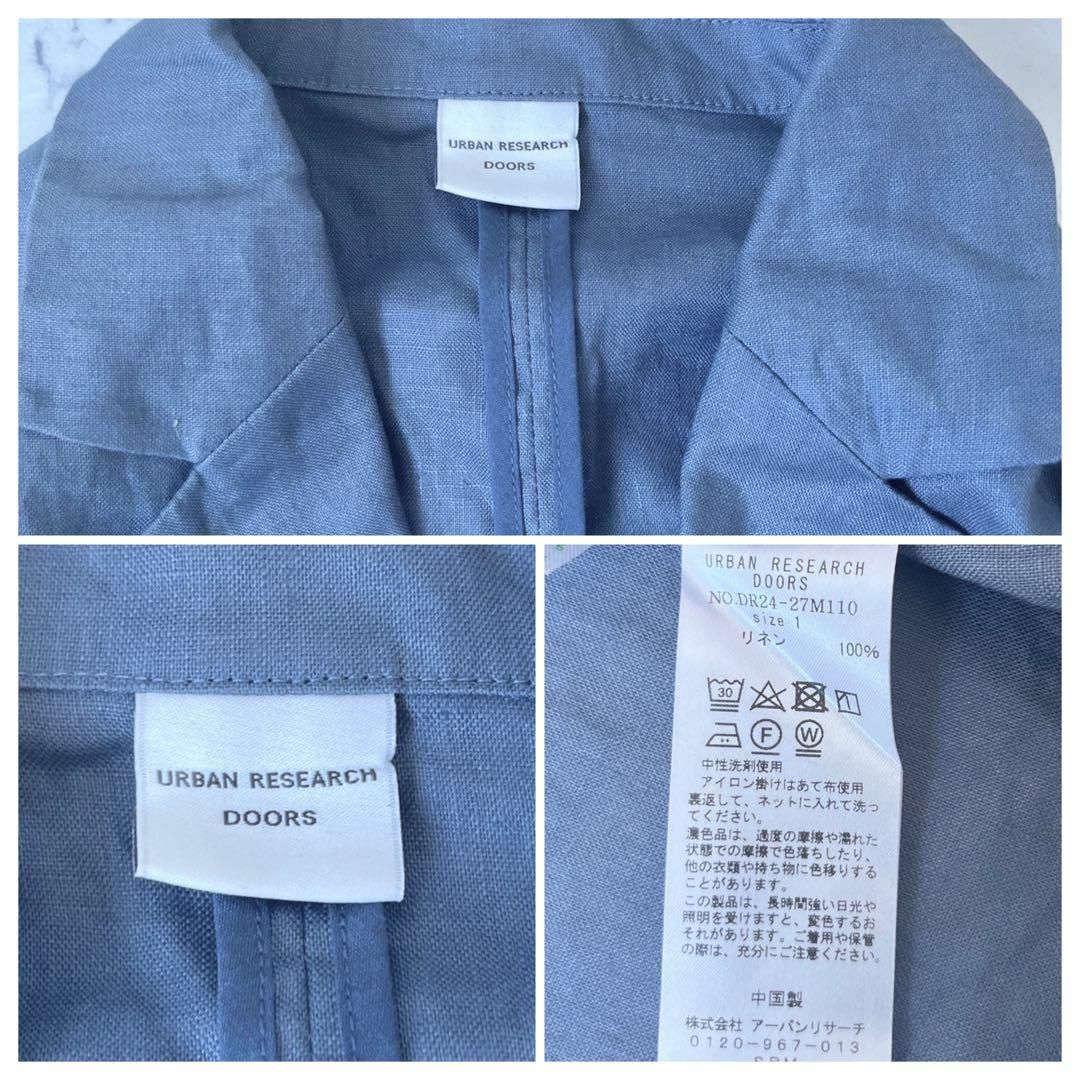 URBAN RESEARCH
DOORS
URBAN RESEARCH
DOORS
URBAN RESEARCH
DOORS
NO.DR24-27M110
size 1
リネン 100%
30
F W
中性洗剤使用
アイロン掛けはあて布使用
裏返して、ネットに入れて洗っ
てください。
濃色品は、過度の摩擦や濡れた
状態での摩擦で色落ちしたり、
他の衣類や持ち物に色移りする
ことがあります。
この製品は、長時間強い日光や
照明を受けますと、変色するお
それがあります。ご着用や保管
の際は、充分にご注意ください。
中国製
株式会社 アーバンリサーチ
0120-967-013